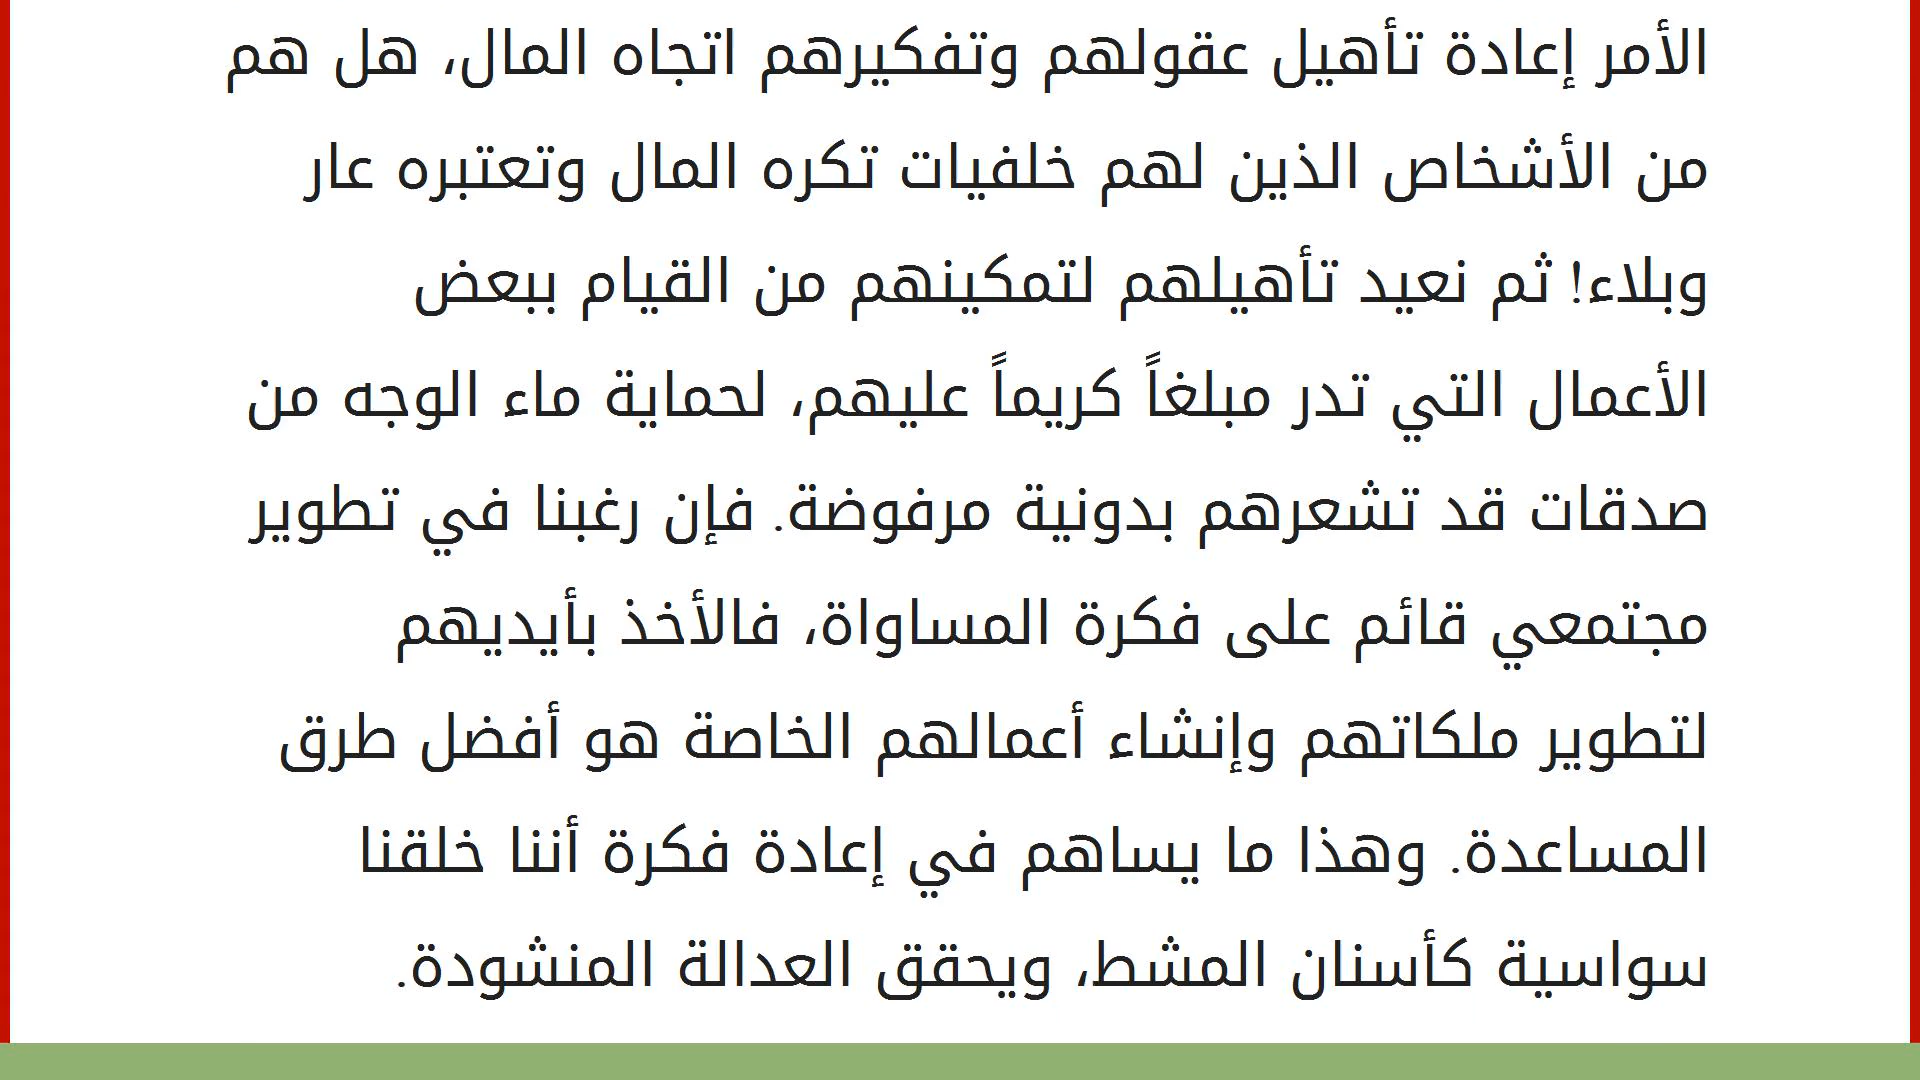 الأمر إعادة تأهيل عقولهم وتفكيرهم اتجاه المال، هل هم
من الأشخاص الذين لهم خلفيات تكره المال وتعتبره عار
وبلاء! ثم نعيد تأهيلهم لتمكينهم من القيام ببعض
الأعمال التي تدر مبلغاً كريماً عليهم، لحماية ماء الوجه من
صدقات قد تشعرهم بدونية مرفوضة. فإن رغبنا في تطوير
مجتمعي قائم على فكرة المساواة، فالأخذ بأيديهم
لتطوير ملكاتهم وإنشاء أعمالهم الخاصة هو أفضل طرق
المساعدة. وهذا ما يساهم في إعادة فكرة أننا خلقنا
سواسية كأسنان المشط، ويحقق العدالة المنشودة.